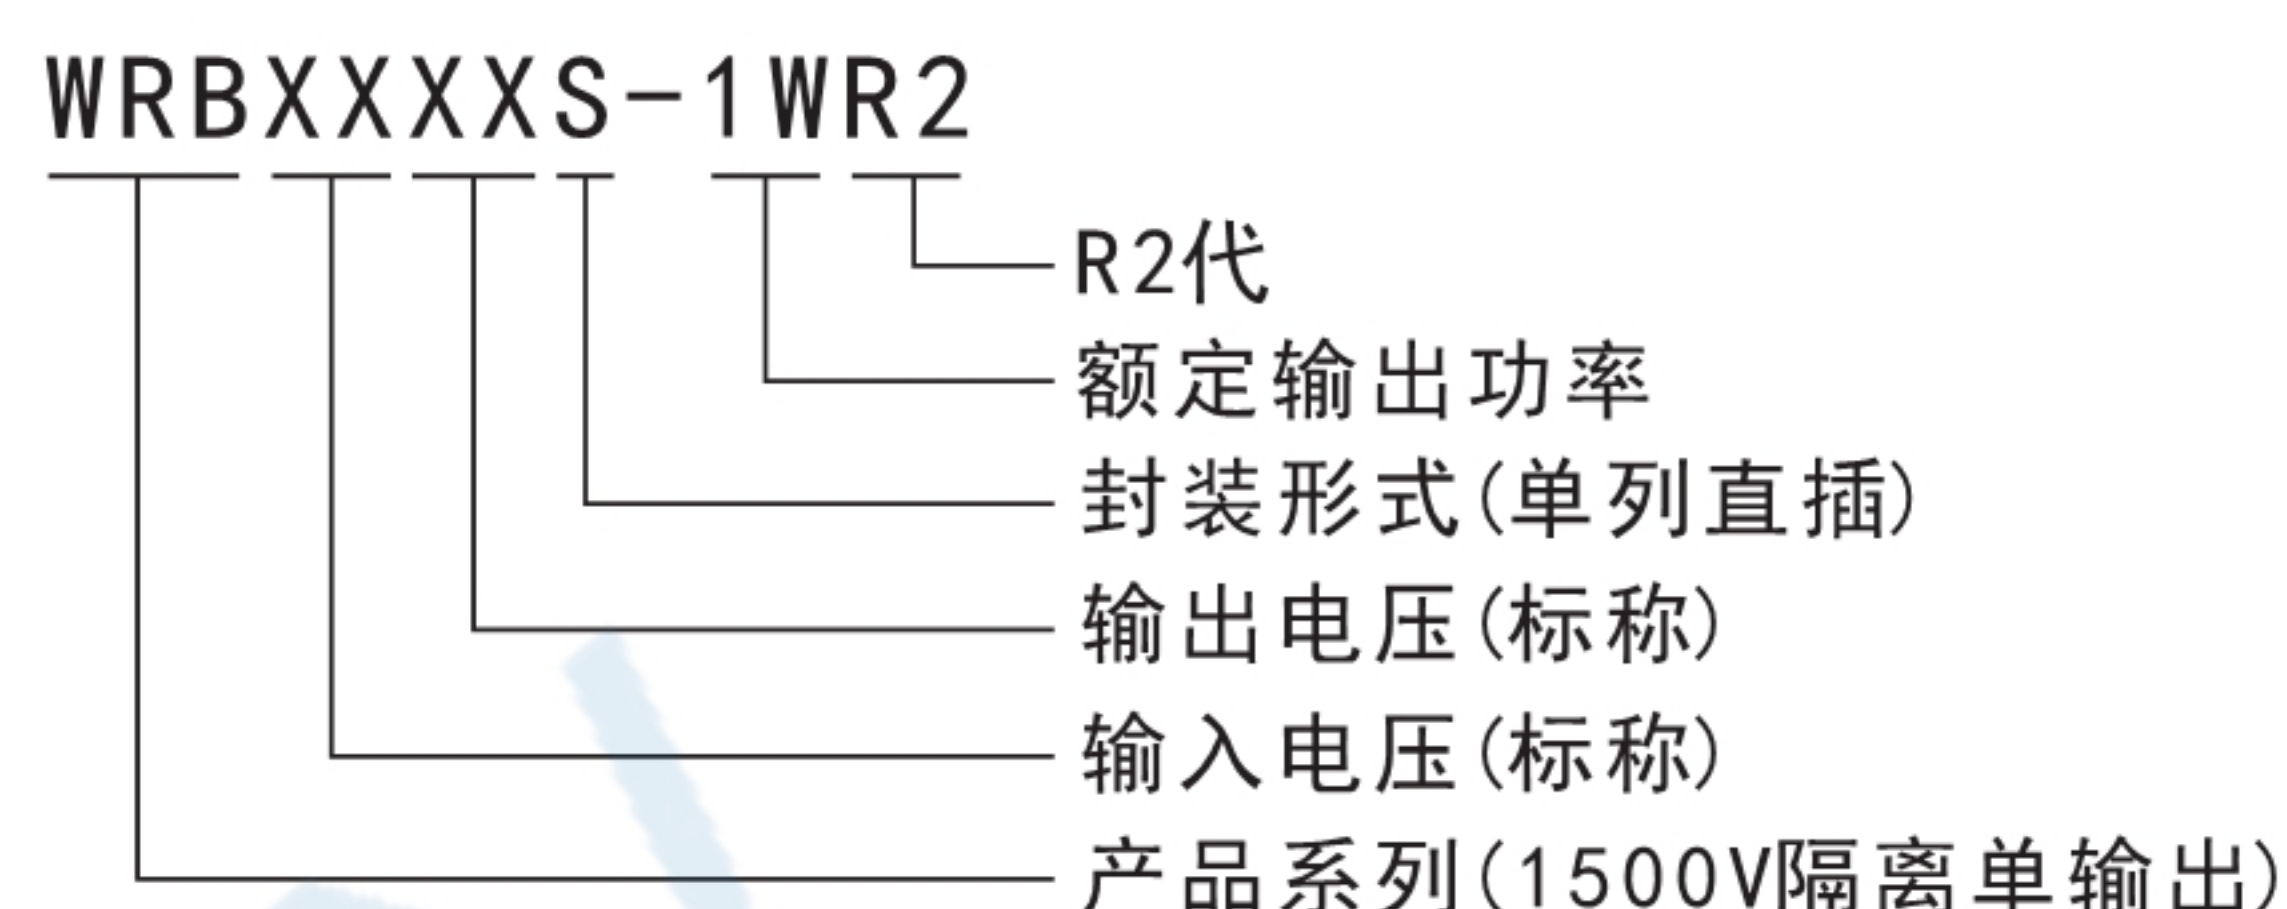 WRBXXXXS-1WR2
R2代
额定输出功率
封装形式(单列直插)
输出电压(标称)
输入电压(标称)
产品系列(1500V隔离单输出)